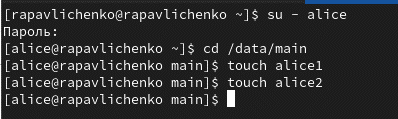 [rapavlichenko@rapavlichenko ~]$ su - alice
Пароль:
[alice@rapavlichenko ~]$ cd /data/main
[alice@rapavlichenko main]$ touch alice1
[alice@rapavlichenko main]$ touch alice2
[alice@rapavlichenko main]$